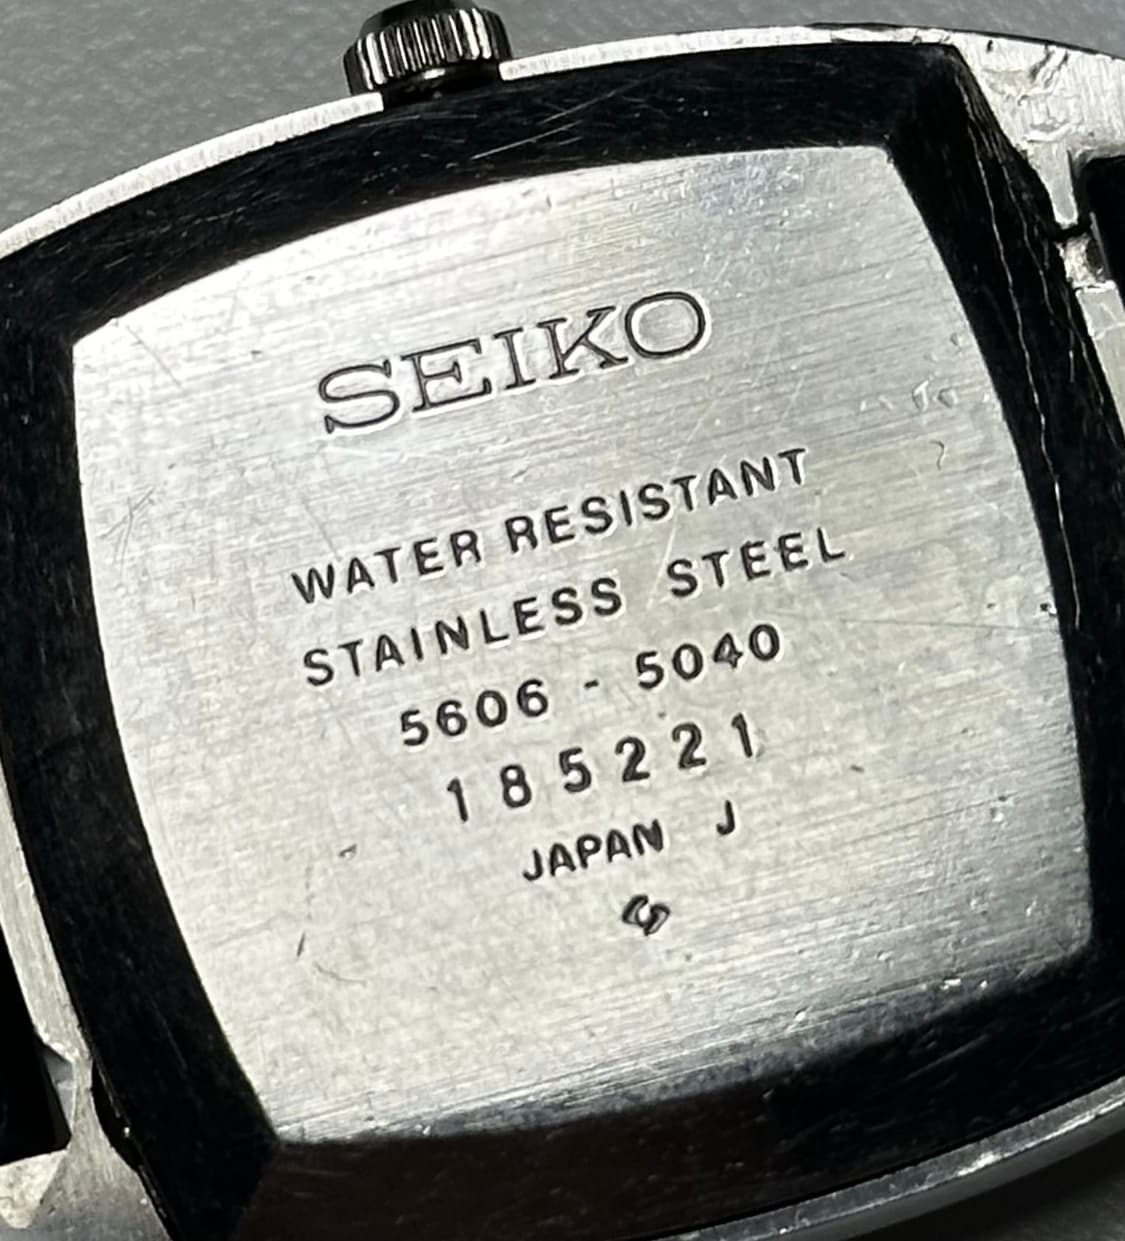 SEIKO
WATER RESISTANT
STAINLESS STEEL
5606 - 5040
185221
JAPAN J